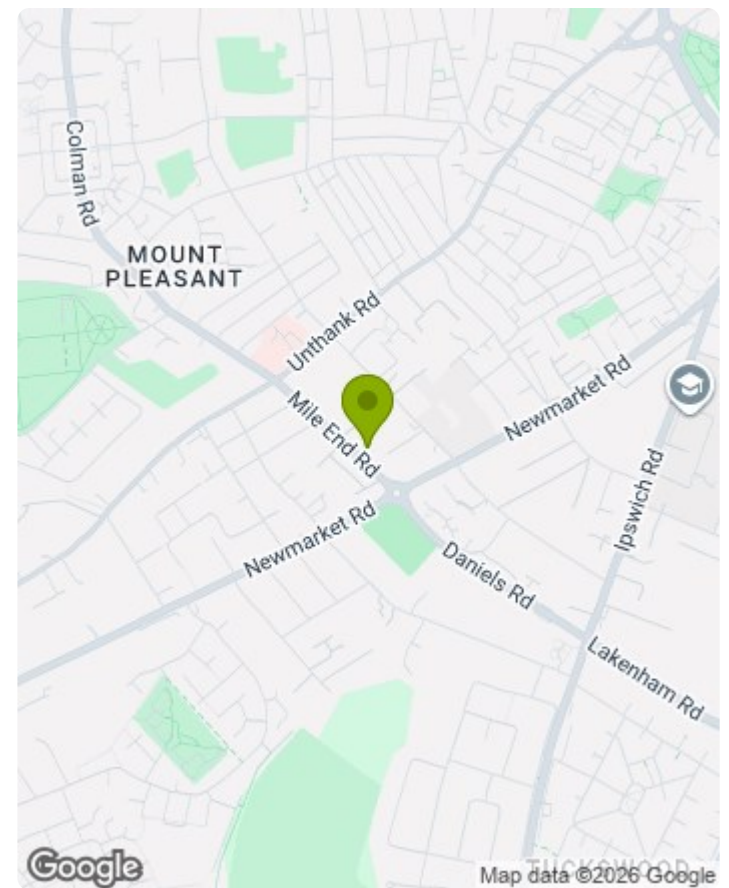 Colman Rd
MOUNT
PLEASANT
Unthank Rd
Mile End Rd
Newmarket Rd
Newmarket Rd
Ipswich Rd
Daniels Rd
Lakenham Rd
TUCKSWOOD
Google
Map data ©2026 Google